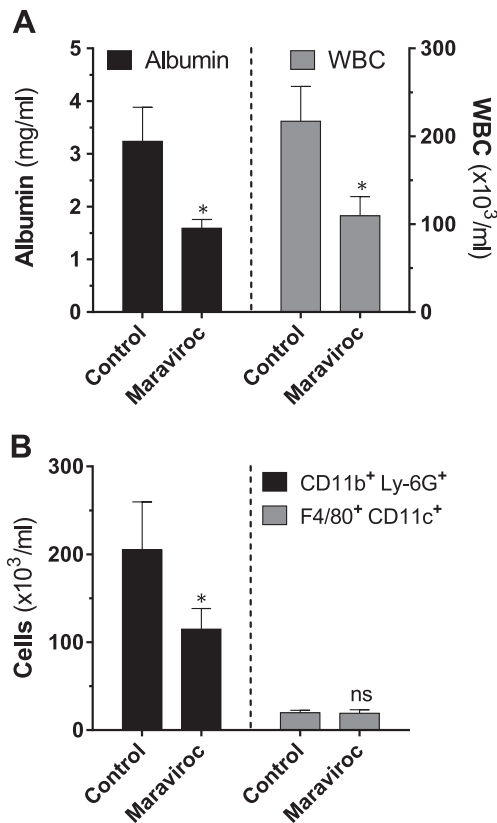 A
Albumin (mg/ml)
5
4
3
2
1
0
Albumin
WBC
*
*
300
200
100
0
WBC (x10³/ml)
Control
Maraviroc
Control
Maraviroc
B
Cells (x10³/ml)
300
200
100
0
CD11b⁺ Ly-6G⁺
F4/80⁺ CD11c⁺
*
ns
Control
Maraviroc
Control
Maraviroc